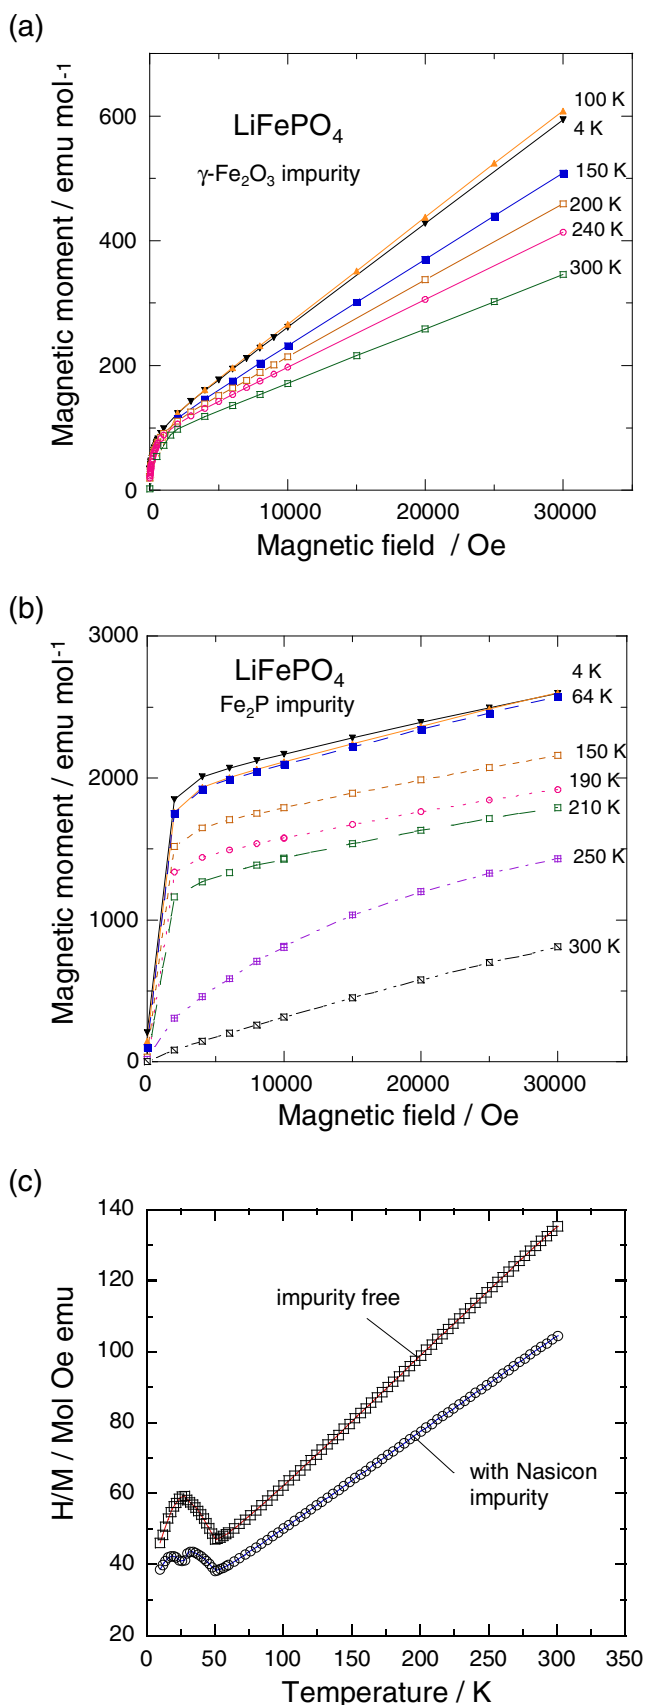 (a)
Magnetic moment / emu mol-1
600
400
200
0
LiFePO4
γ-Fe2O3 impurity
100 K
4 K
150 K
200 K
240 K
300 K
0 10000 20000 30000
Magnetic field / Oe
(b)
Magnetic moment / emu mol-1
3000
2000
1000
0
LiFePO4
Fe2P impurity
4 K
64 K
150 K
190 K
210 K
250 K
300 K
0 10000 20000 30000
Magnetic field / Oe
(c)
H/M / Mol Oe emu
140
120
100
80
60
40
20
impurity free
with Nasicon
impurity
0 50 100 150 200 250 300 350
Temperature / K